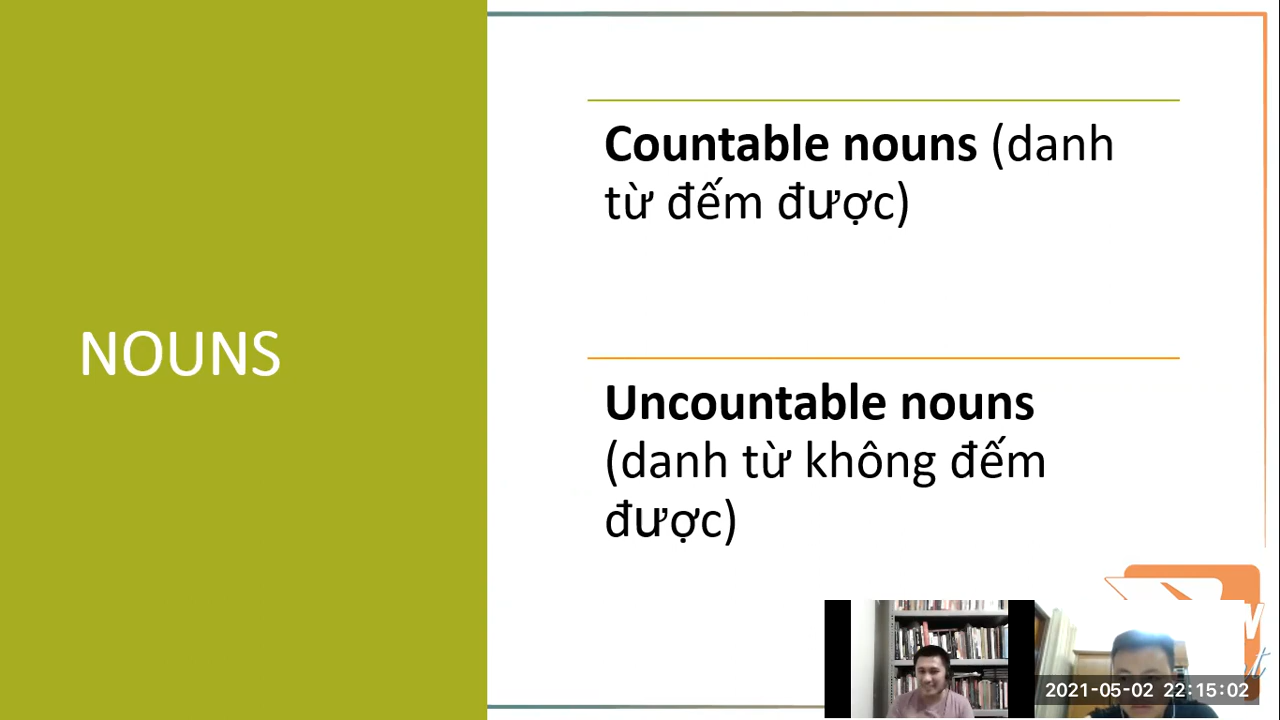 NOUNS
Countable nouns (danh
từ đếm được)
Uncountable nouns
(danh từ không đếm
được)
2021-05-02 22:15:02